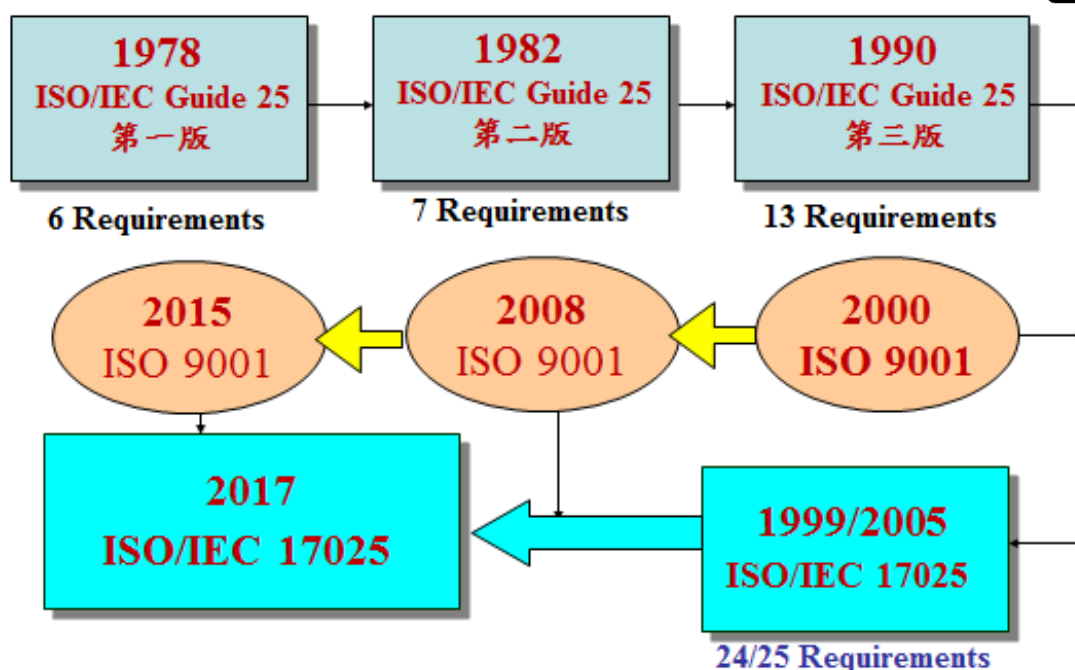 1978
ISO/IEC Guide 25
第一版
6 Requirements
1982
ISO/IEC Guide 25
第二版
7 Requirements
1990
ISO/IEC Guide 25
第三版
13 Requirements
2015
ISO 9001
2008
ISO 9001
2000
ISO 9001
2017
ISO/IEC 17025
1999/2005
ISO/IEC 17025
24/25 Requirements